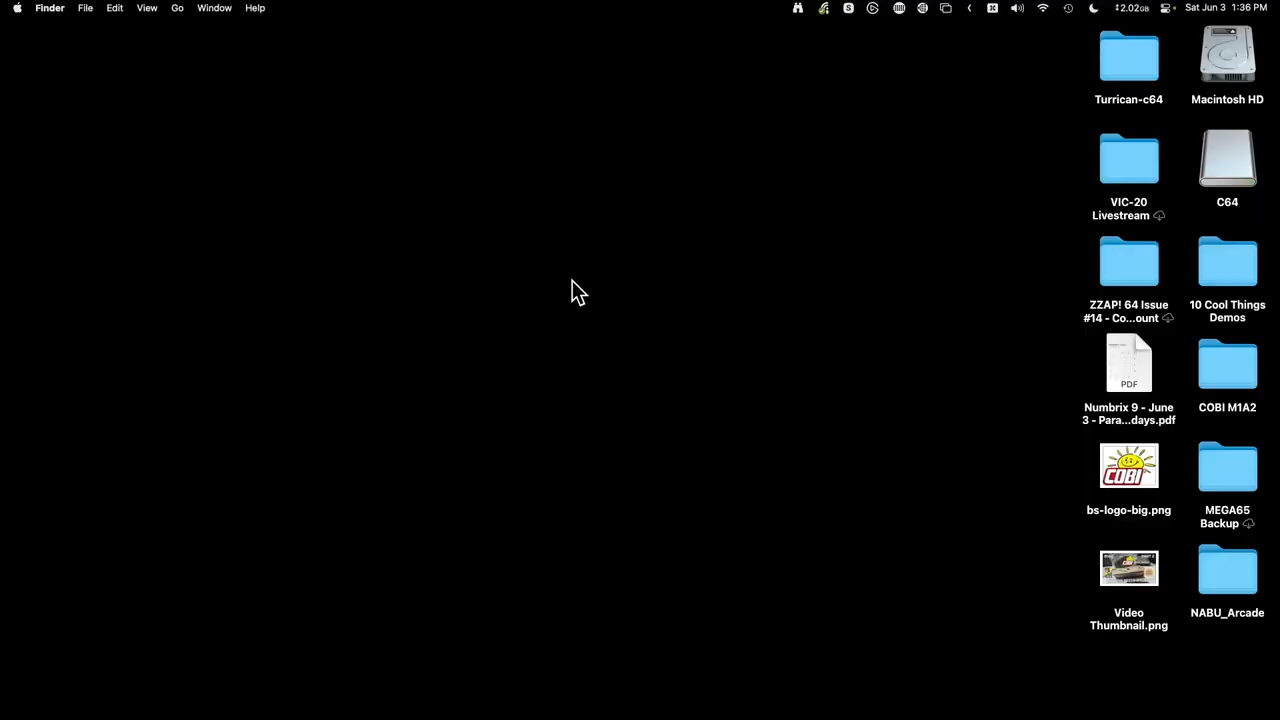 Finder File Edit View Go Window Help
2.02GB Sat Jun 3 1:36 PM
Turrican-c64
Macintosh HD
VIC-20
Livestream
C64
ZZAP! 64 Issue
#14 - Co...ount
10 Cool Things
Demos
PDF
Numbrix 9 - June
3 - Para...days.pdf
COBI M1A2
COBI
bs-logo-big.png
MEGA65
Backup
Video
Thumbnail.png
NABU_Arcade